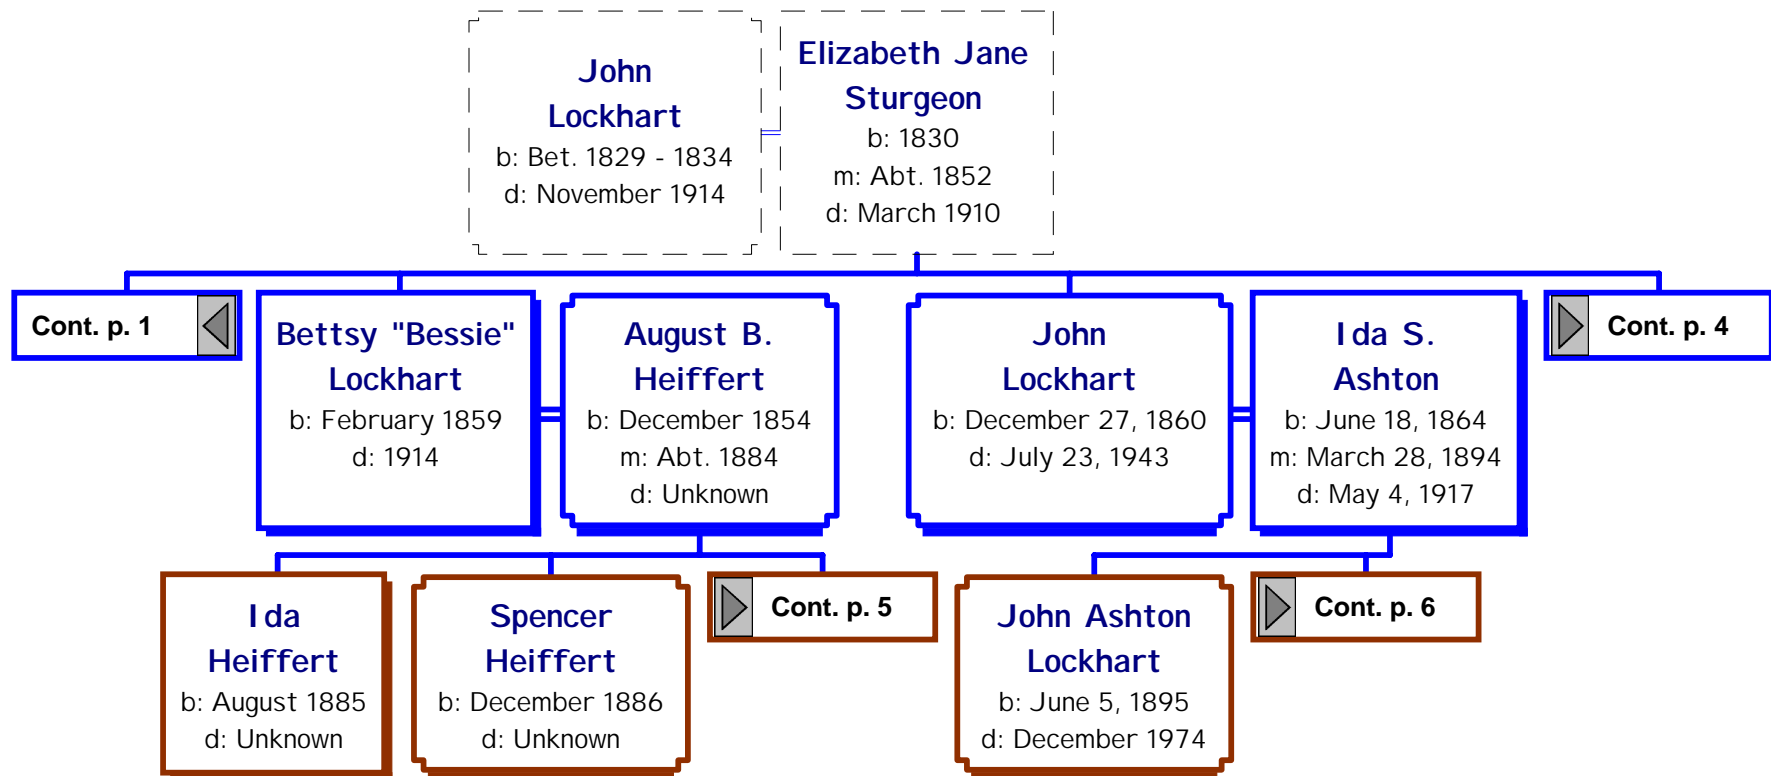 John
Lockhart
b: Bet. 1829 - 1834
d: November 1914
Elizabeth Jane
Sturgeon
b: 1830
m: Abt. 1852
d: March 1910
Cont. p. 1
Bettsy "Bessie"
Lockhart
b: February 1859
d: 1914
August B.
Heiffert
b: December 1854
m: Abt. 1884
d: Unknown
John
Lockhart
b: December 27, 1860
d: July 23, 1943
Ida S.
Ashton
b: June 18, 1864
m: March 28, 1894
d: May 4, 1917
Cont. p. 4
Ida
Heiffert
b: August 1885
d: Unknown
Spencer
Heiffert
b: December 1886
d: Unknown
Cont. p. 5
John Ashton
Lockhart
b: June 5, 1895
d: December 1974
Cont. p. 6